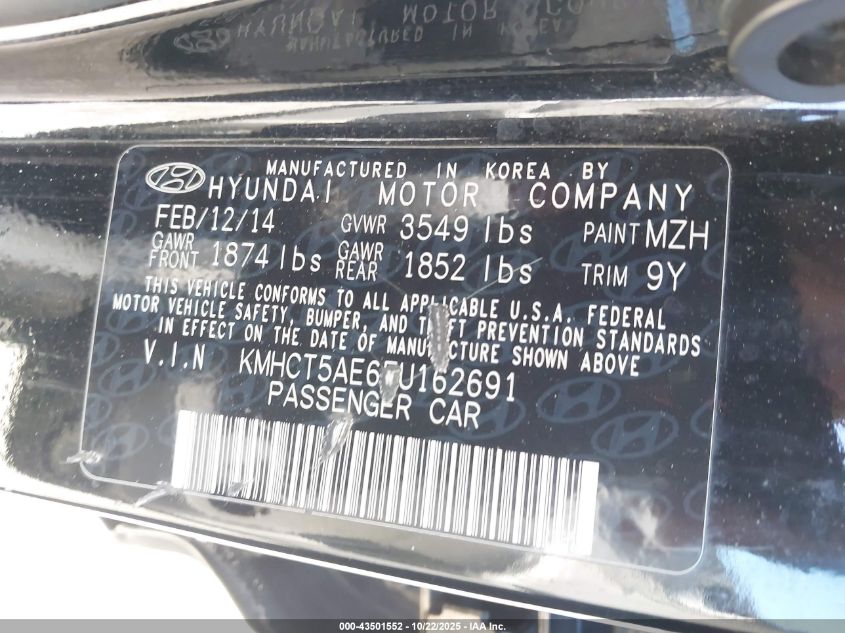 MANUFACTURED IN KOREA BY
HYUNDAI MOTOR COMPANY
FEB/12/14 GVWR 3549 lbs PAINT MZH
GAWR FRONT 1874 lbs GAWR REAR 1852 lbs TRIM 9Y
THIS VEHICLE CONFORMS TO ALL APPLICABLE U.S.A. FEDERAL
MOTOR VEHICLE SAFETY, BUMPER, AND THEFT PREVENTION STANDARDS
IN EFFECT ON THE DATE OF MANUFACTURE SHOWN ABOVE
V.I.N KMHCT5AE6EU162691
PASSENGER CAR
000-43501552 - 10/22/2025 - IAA Inc.